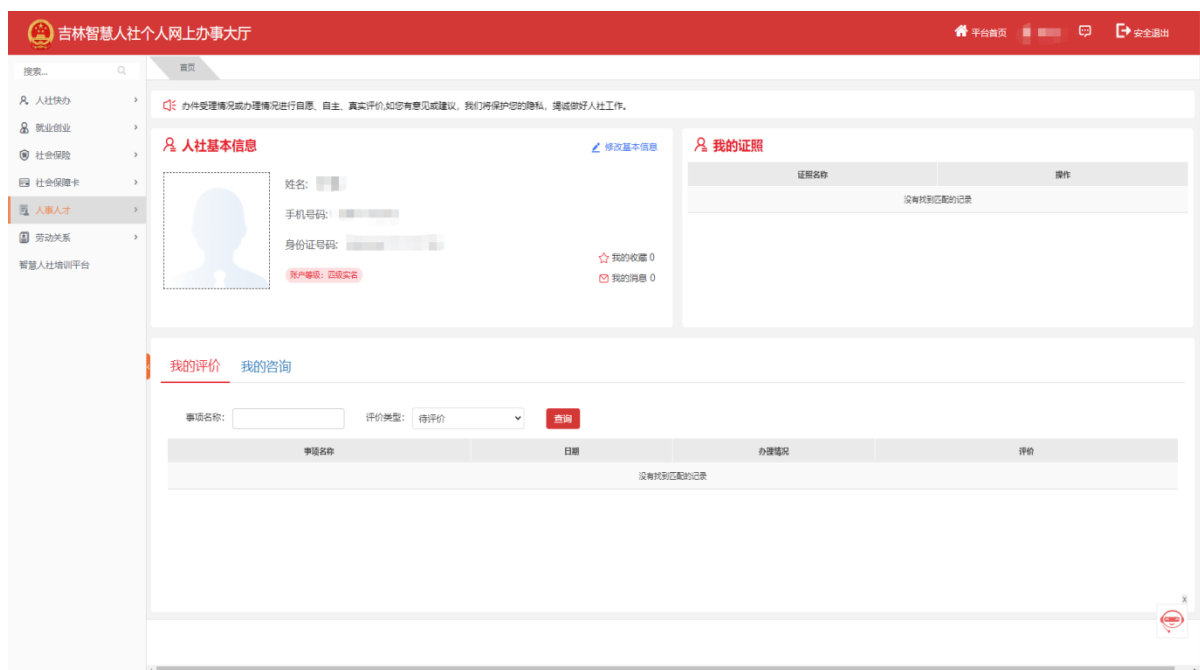 吉林智慧人社个人网上办事大厅
平台首页
安全退出
搜索...
首页
人社快办
就业创业
社会保险
社会保障卡
人事人才
劳动关系
智慧人社培训平台
办件受理情况或办理情况进行自愿、自主、真实评价,如您有意见或建议，我们将保护您的隐私，竭诚做好人社工作。
人社基本信息
修改基本信息
姓名:
手机号码:
身份证号码:
账户等级：四级实名
我的收藏 0
我的消息 0
我的证照
证照名称 操作
没有找到匹配的记录
我的评价 我的咨询
事项名称: 评价类型: 待评价 查询
事项名称 日期 办理情况 评价
没有找到匹配的记录
x